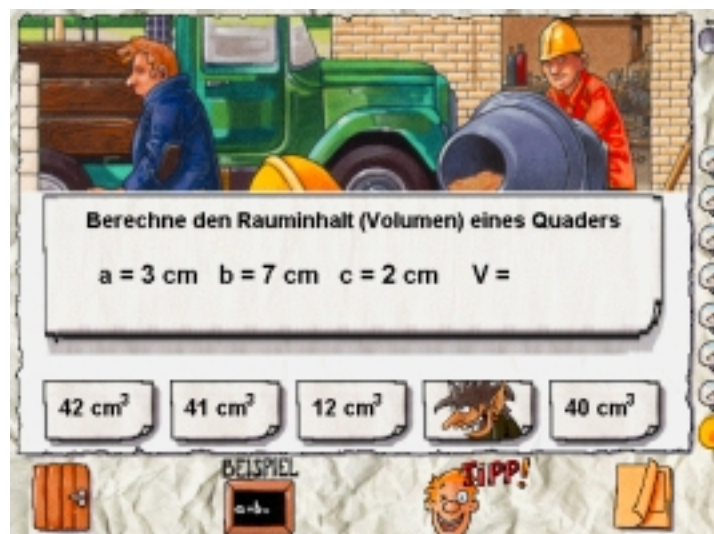 Berechne den Rauminhalt (Volumen) eines Quaders
a = 3 cm b = 7 cm c = 2 cm V =
42 cm³ 41 cm³ 12 cm³ 40 cm³
BEISPIEL TIPP!
a+b=